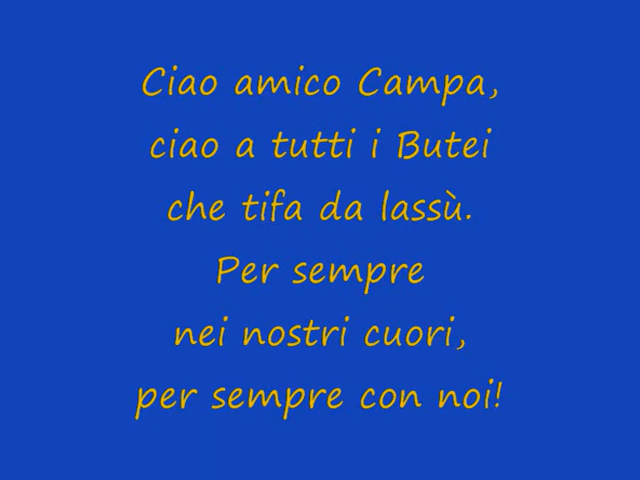 Ciao amico Campa,
ciao a tutti i Butei
che tifa da lassù.
Per sempre
nei nostri cuori,
per sempre con noi!